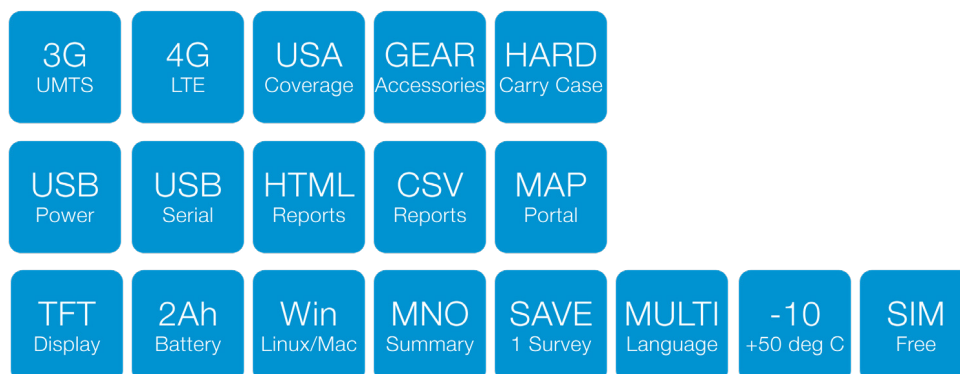 3G 4G USA GEAR HARD
UMTS LTE Coverage Accessories Carry Case
USB USB HTML CSV MAP
Power Serial Reports Reports Portal
TFT 2Ah Win MNO SAVE MULTI -10 SIM
Display Battery Linux/Mac Summary 1 Survey Language +50 deg C Free